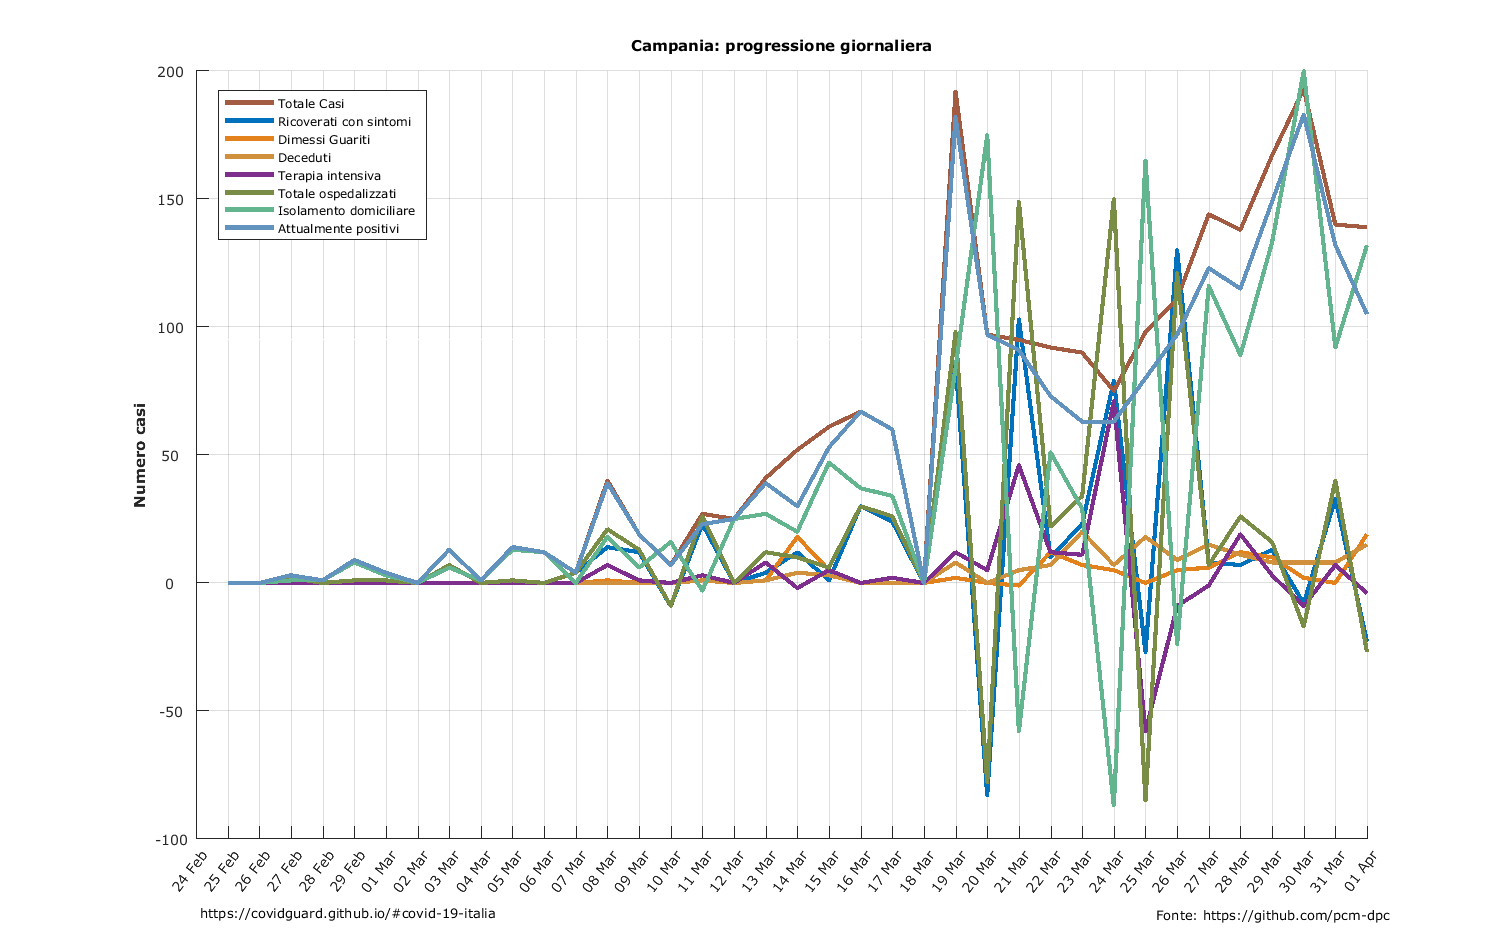 Campania: progressione giornaliera
200
150
100
50
0
-50
-100
Numero casi
Totale Casi
Ricoverati con sintomi
Dimessi Guariti
Deceduti
Terapia intensiva
Totale ospedalizzati
Isolamento domiciliare
Attualmente positivi
24 Feb
25 Feb
26 Feb
27 Feb
28 Feb
29 Feb
01 Mar
02 Mar
03 Mar
04 Mar
05 Mar
06 Mar
07 Mar
08 Mar
09 Mar
10 Mar
11 Mar
12 Mar
13 Mar
14 Mar
15 Mar
16 Mar
17 Mar
18 Mar
19 Mar
20 Mar
21 Mar
22 Mar
23 Mar
24 Mar
25 Mar
26 Mar
27 Mar
28 Mar
29 Mar
30 Mar
31 Mar
01 Apr
https://covidguard.github.io/#covid-19-italia
Fonte: https://github.com/pcm-dpc